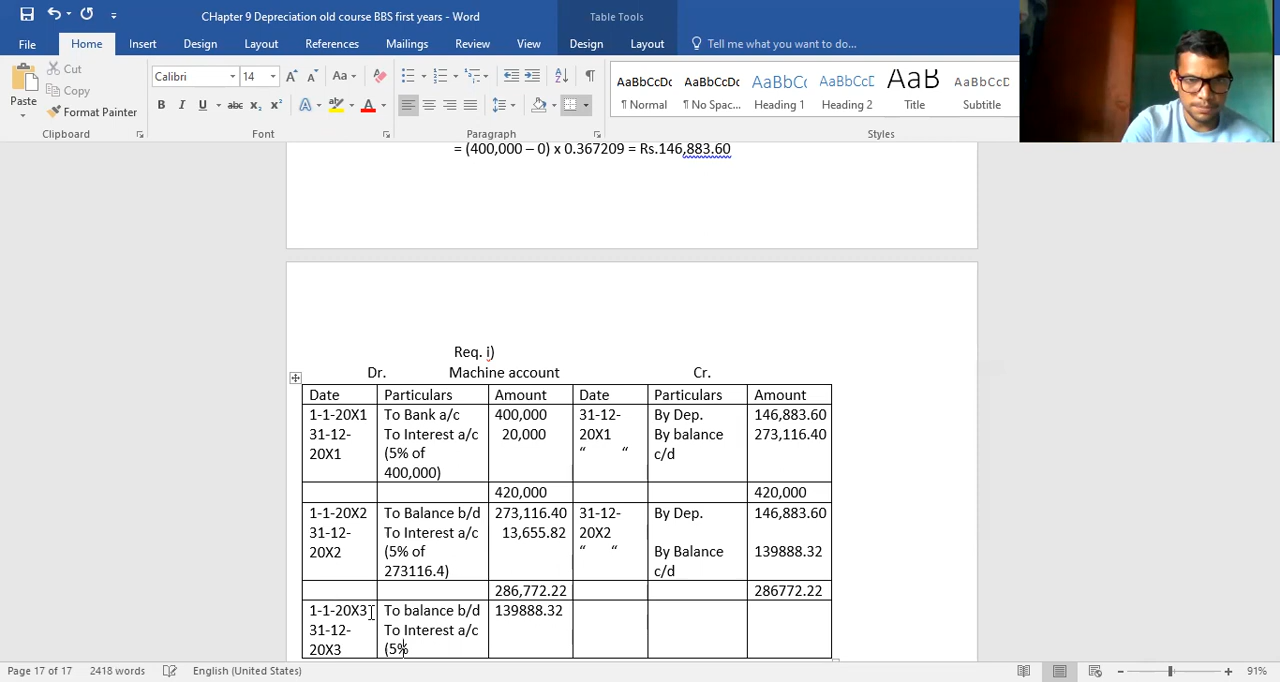 CHapter 9 Depreciation old course BBS first years - Word
Table Tools
File Home Insert Design Layout References Mailings Review View Design Layout Tell me what you want to do...
Paste
Cut
Copy
Format Painter
Clipboard
Calibri 14
Font
Paragraph
AaBbCcDc AaBbCcDc AaBbCc AaBbCcD AaB AaBbCcDc
¶ Normal ¶ No Spac... Heading 1 Heading 2 Title Subtitle
Styles
= (400,000 – 0) x 0.367209 = Rs.146,883.60
Req. i)
Dr. Machine account Cr.
Date Particulars Amount Date Particulars Amount
1-1-20X1 To Bank a/c 400,000 31-12- By Dep. 146,883.60
31-12- To Interest a/c 20,000 20X1 By balance 273,116.40
20X1 (5% of “ “ c/d
400,000)
420,000 420,000
1-1-20X2 To Balance b/d 273,116.40 31-12- By Dep. 146,883.60
31-12- To Interest a/c 13,655.82 20X2
20X2 (5% of “ “ By Balance 139888.32
273116.4) c/d
286,772.22 286772.22
1-1-20X3 To balance b/d 139888.32
31-12- To Interest a/c
20X3 (5%
Page 17 of 17 2418 words English (United States) 91%